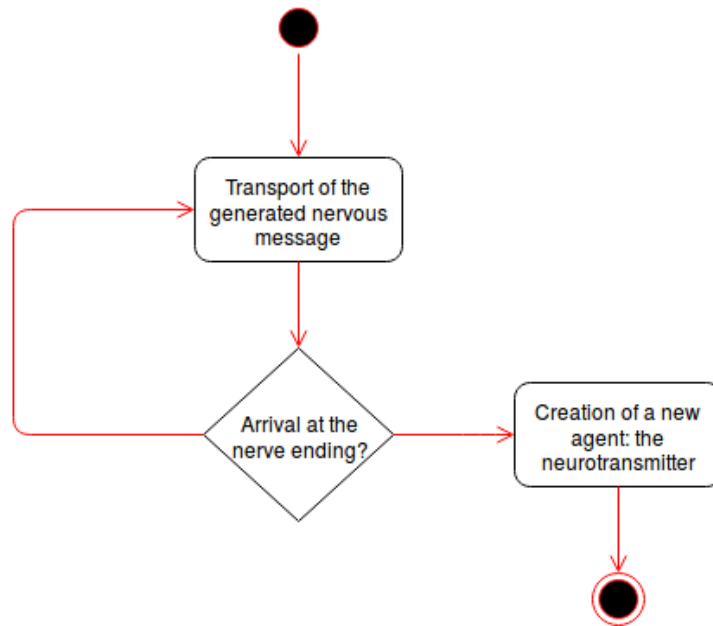 Transport of the
generated nervous
message
Arrival at the
nerve ending?
Creation of a new
agent: the
neurotransmitter